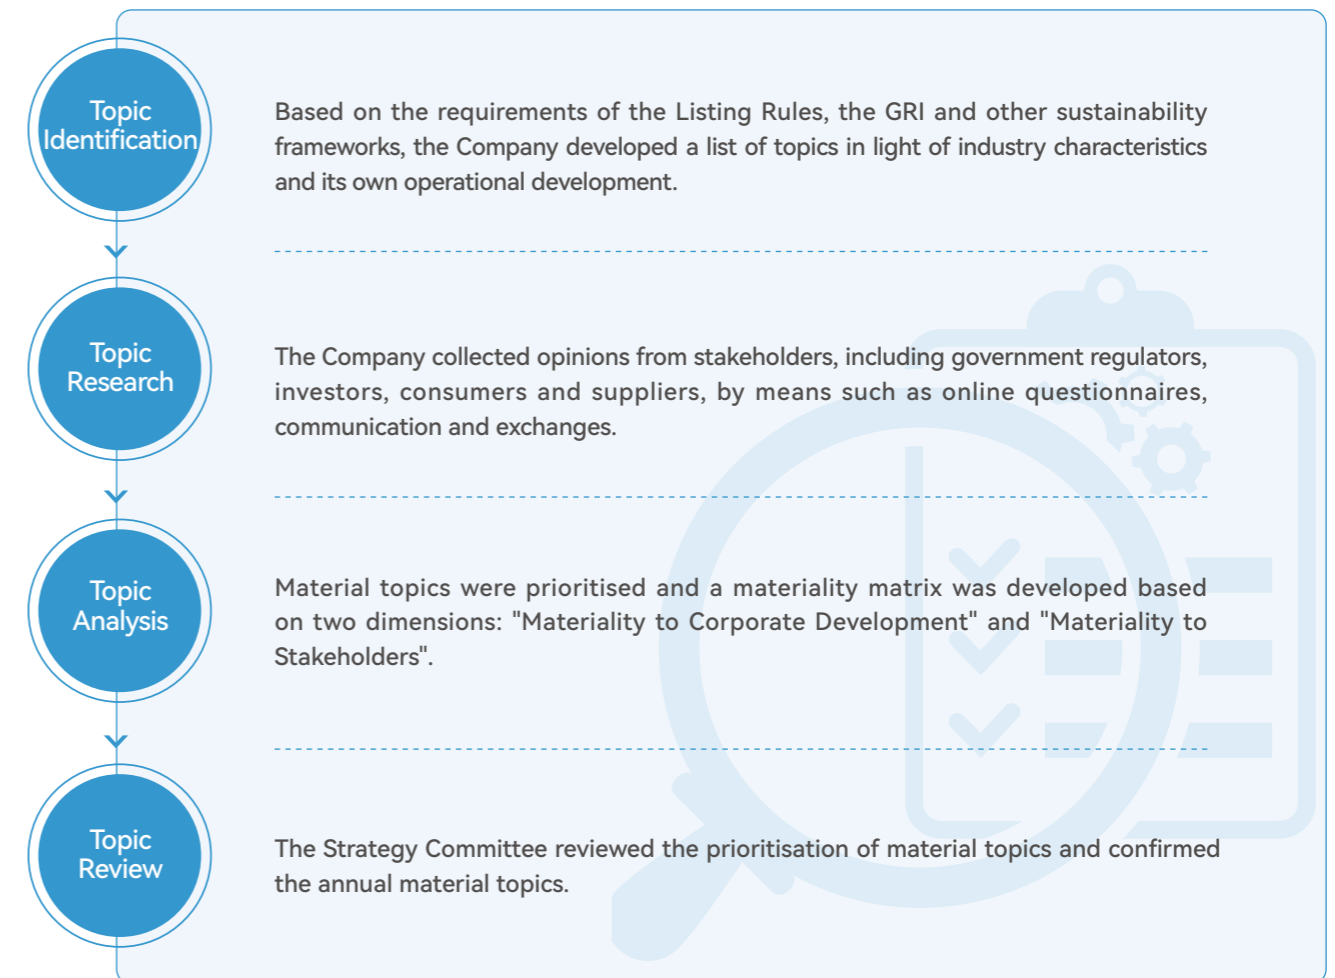 Topic
Identification
Based on the requirements of the Listing Rules, the GRI and other sustainability
frameworks, the Company developed a list of topics in light of industry characteristics
and its own operational development.
Topic
Research
The Company collected opinions from stakeholders, including government regulators,
investors, consumers and suppliers, by means such as online questionnaires,
communication and exchanges.
Topic
Analysis
Material topics were prioritised and a materiality matrix was developed based
on two dimensions: "Materiality to Corporate Development" and "Materiality to
Stakeholders".
Topic
Review
The Strategy Committee reviewed the prioritisation of material topics and confirmed
the annual material topics.